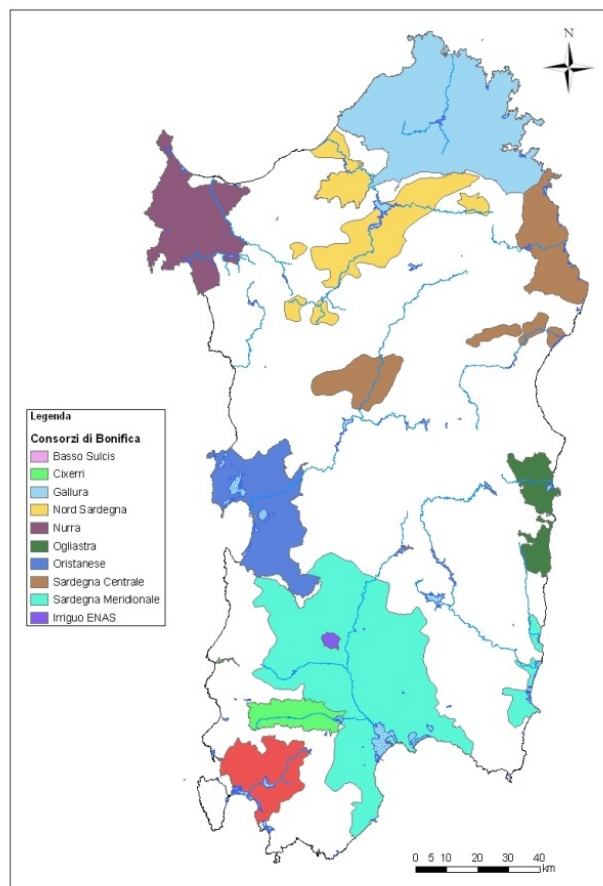 N
Legenda
Consorzi di Bonifica
Basso Sulcis
Cixerri
Gallura
Nord Sardegna
Nurra
Ogliastra
Oristanese
Sardegna Centrale
Sardegna Meridionale
Irriguo ENAS
0 5 10 20 30 40
km